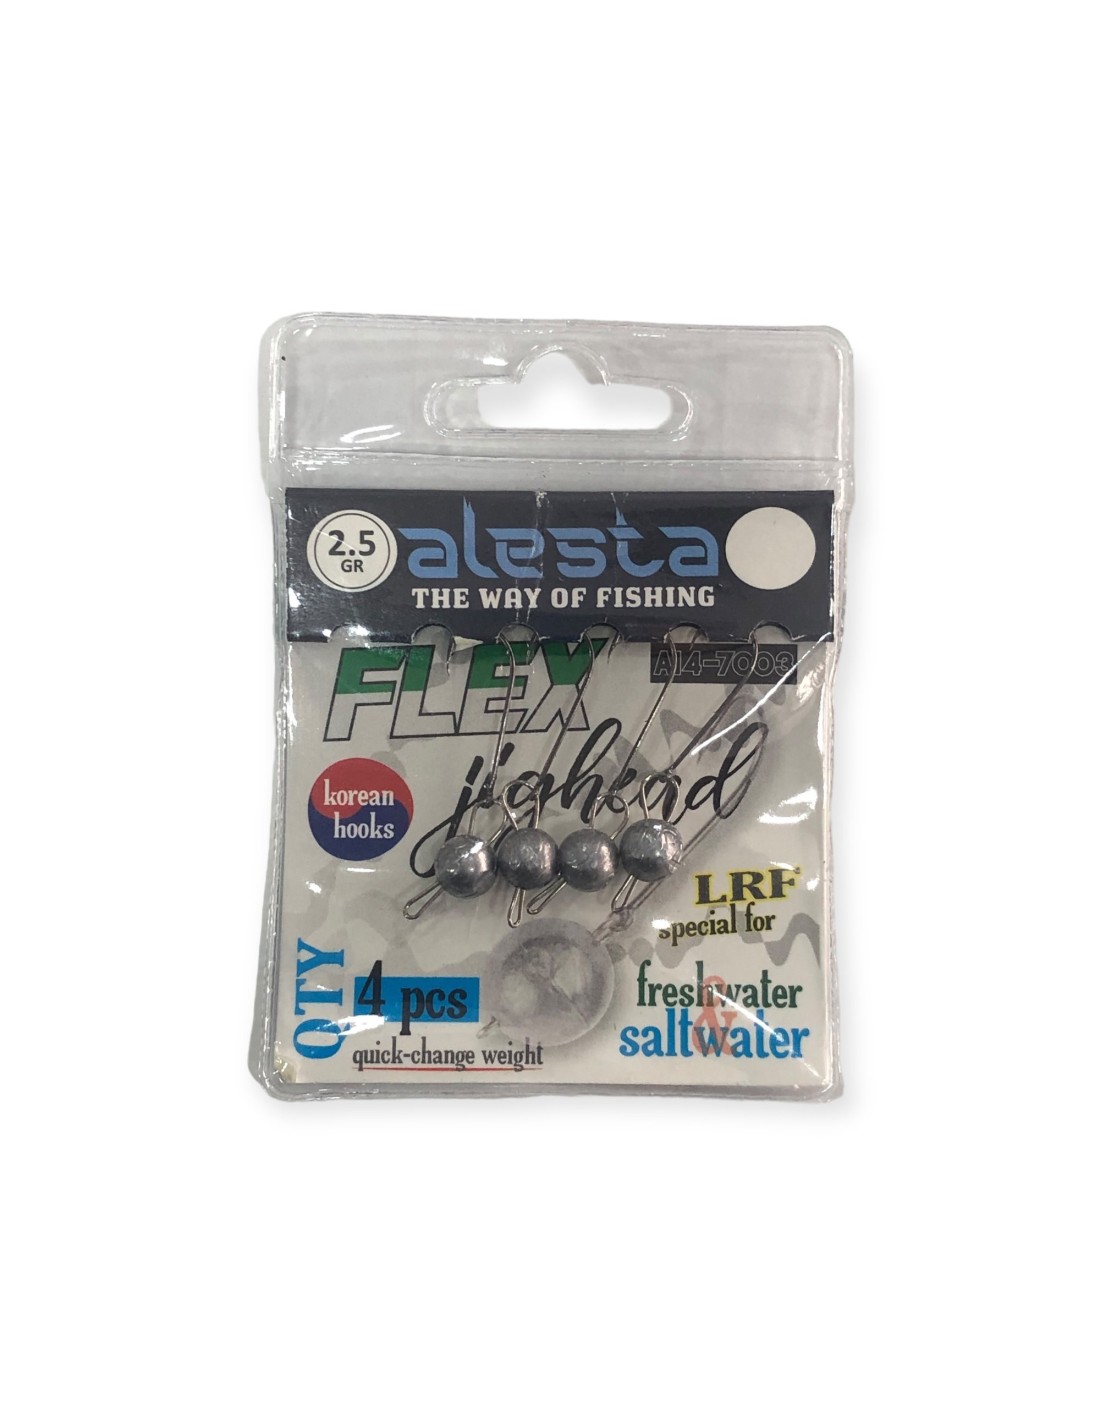 2.5
GR
alesta
THE WAY OF FISHING
FLEX
A14-7003
jighead
korean
hooks
LRF
special for
freshwater
&
saltwater
QTY
4 pcs
quick-change weight